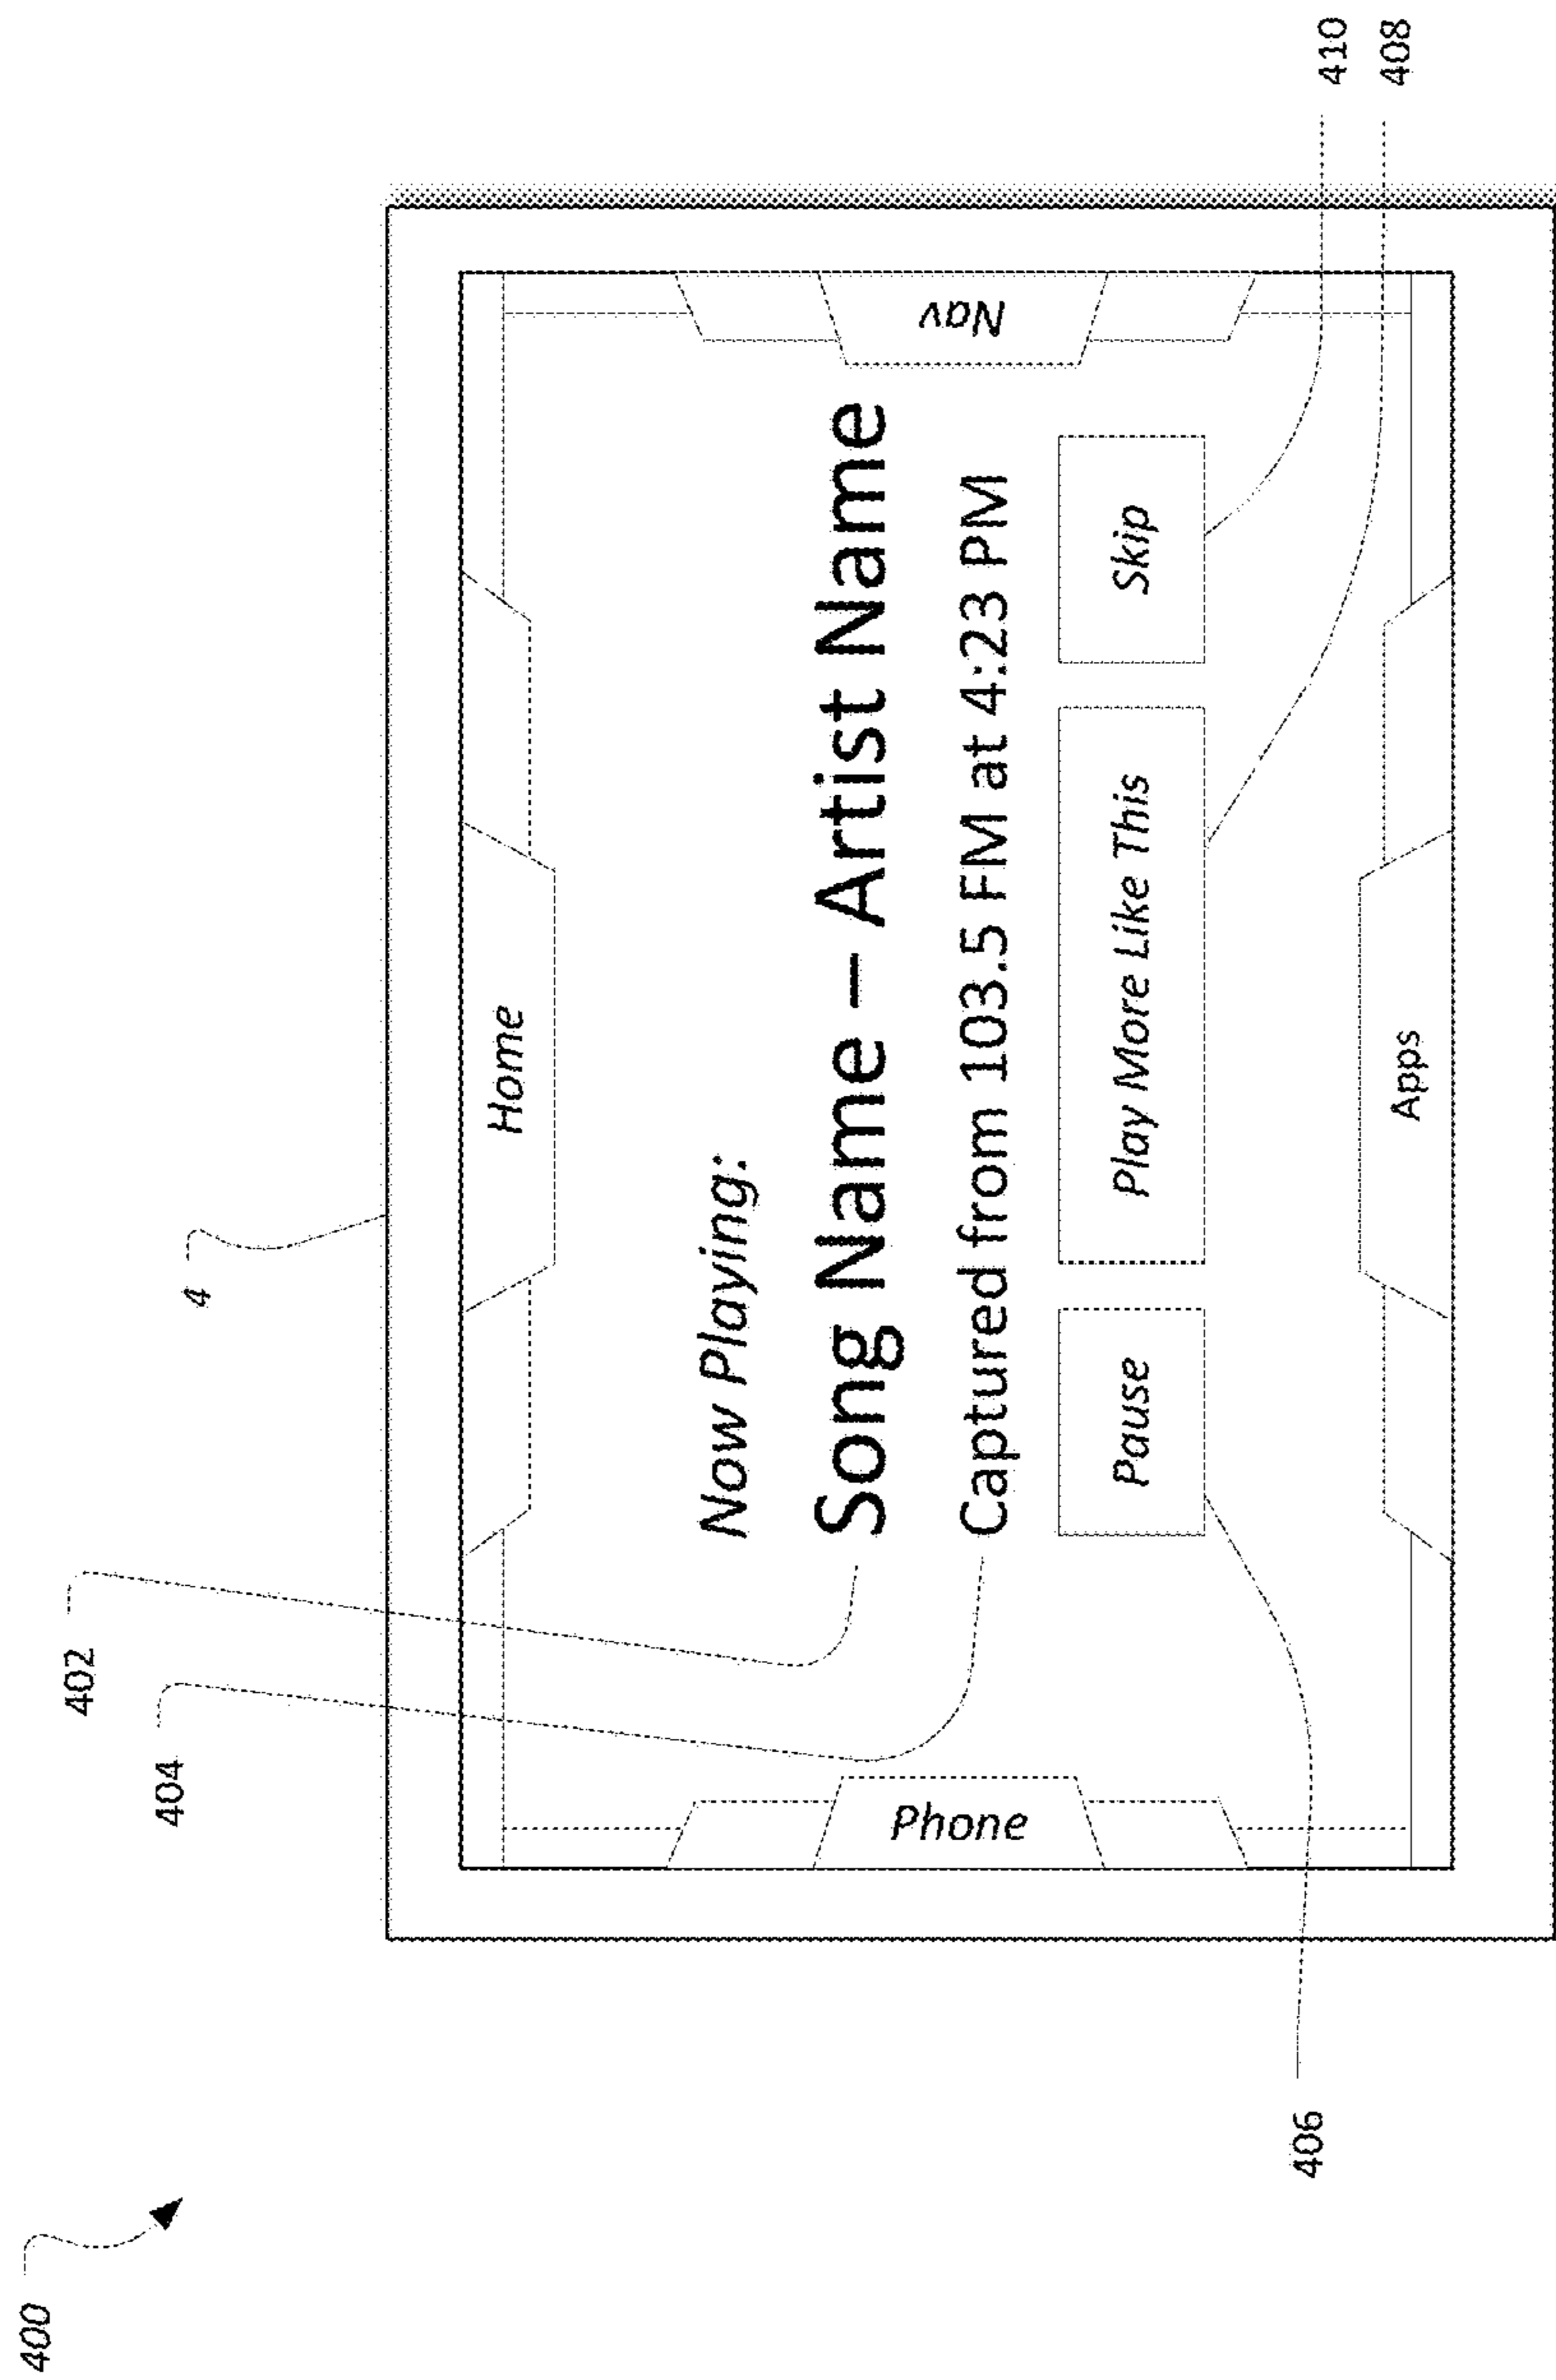 400
402
404
4
Home
Phone
Nav
Now Playing:
Song Name – Artist Name
Captured from 103.5 FM at 4:23 PM
Pause
Play More Like This
Skip
Apps
406
410
408